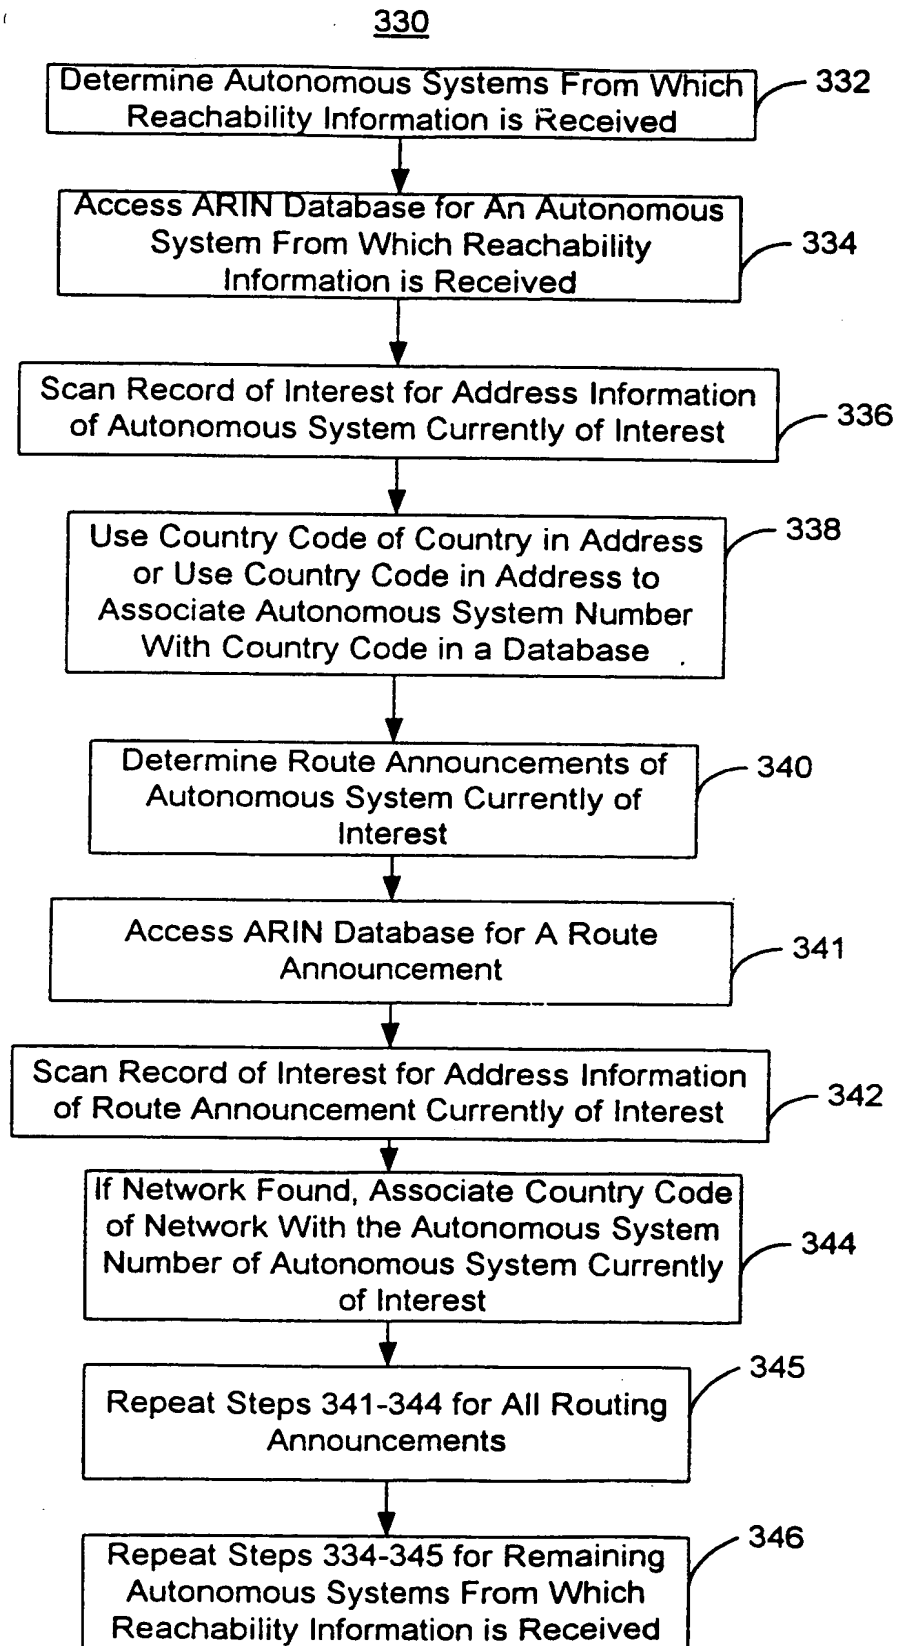 330
Determine Autonomous Systems From Which
Reachability Information is Received
332
Access ARIN Database for An Autonomous
System From Which Reachability
Information is Received
334
Scan Record of Interest for Address Information
of Autonomous System Currently of Interest
336
Use Country Code of Country in Address
or Use Country Code in Address to
Associate Autonomous System Number
With Country Code in a Database
338
Determine Route Announcements of
Autonomous System Currently of
Interest
340
Access ARIN Database for A Route
Announcement
341
Scan Record of Interest for Address Information
of Route Announcement Currently of Interest
342
If Network Found, Associate Country Code
of Network With the Autonomous System
Number of Autonomous System Currently
of Interest
344
Repeat Steps 341-344 for All Routing
Announcements
345
Repeat Steps 334-345 for Remaining
Autonomous Systems From Which
Reachability Information is Received
346